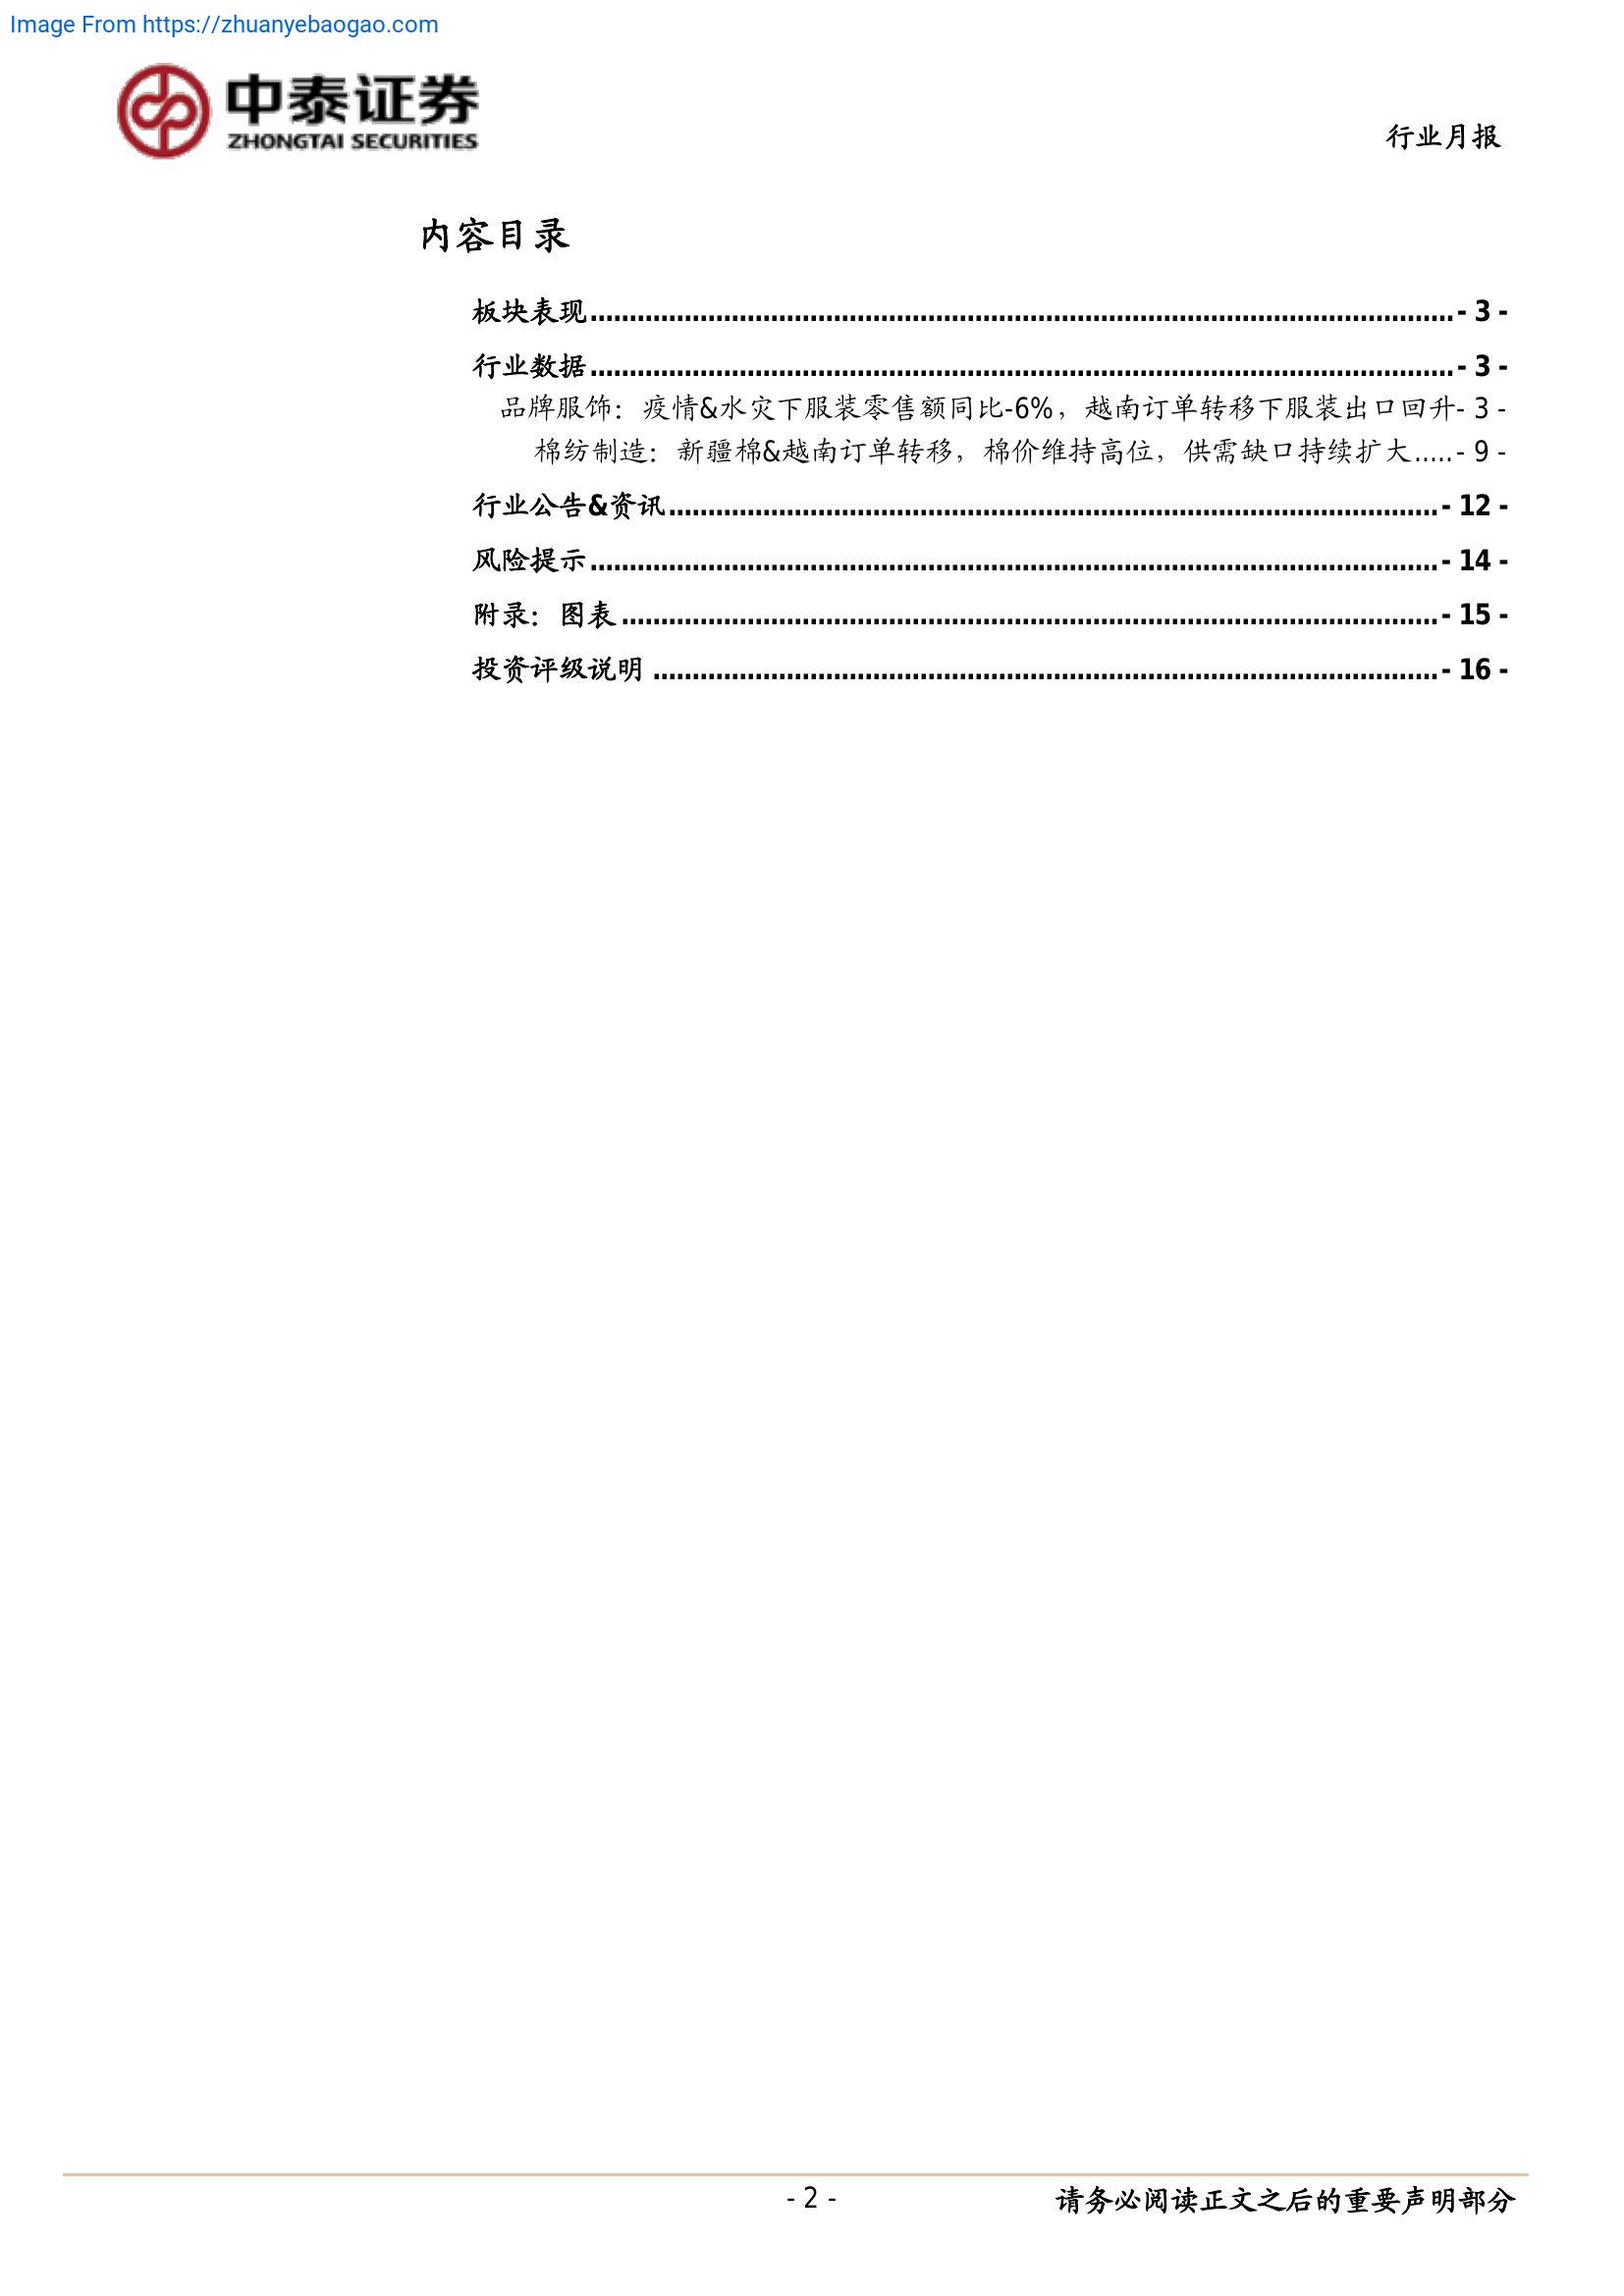 Image From https://zhuanyebaogao.com
中泰证券
ZHONGTAI SECURITIES
行业月报
内容目录
板块表现.......................................................- 3 -
行业数据.......................................................- 3 -
品牌服饰：疫情&水灾下服装零售额同比-6%，越南订单转移下服装出口回升- 3 -
棉纺制造：新疆棉&越南订单转移，棉价维持高位，供需缺口持续扩大.....- 9 -
行业公告&资讯.......................................................- 12 -
风险提示.......................................................- 14 -
附录：图表.......................................................- 15 -
投资评级说明.......................................................- 16 -
- 2 -
请务必阅读正文之后的重要声明部分